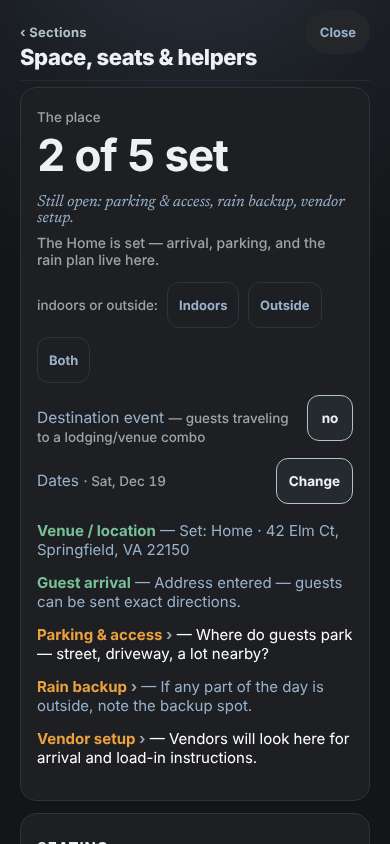 ‹ Sections
Close
Space, seats & helpers
The place
2 of 5 set
Still open: parking & access, rain backup, vendor
setup.
The Home is set — arrival, parking, and the
rain plan live here.
indoors or outside: Indoors Outside
Both
Destination event — guests traveling
to a lodging/venue combo
no
Dates · Sat, Dec 19
Change
Venue / location — Set: Home · 42 Elm Ct,
Springfield, VA 22150
Guest arrival — Address entered — guests
can be sent exact directions.
Parking & access › — Where do guests park
— street, driveway, a lot nearby?
Rain backup › — If any part of the day is
outside, note the backup spot.
Vendor setup › — Vendors will look here for
arrival and load-in instructions.
SEATING